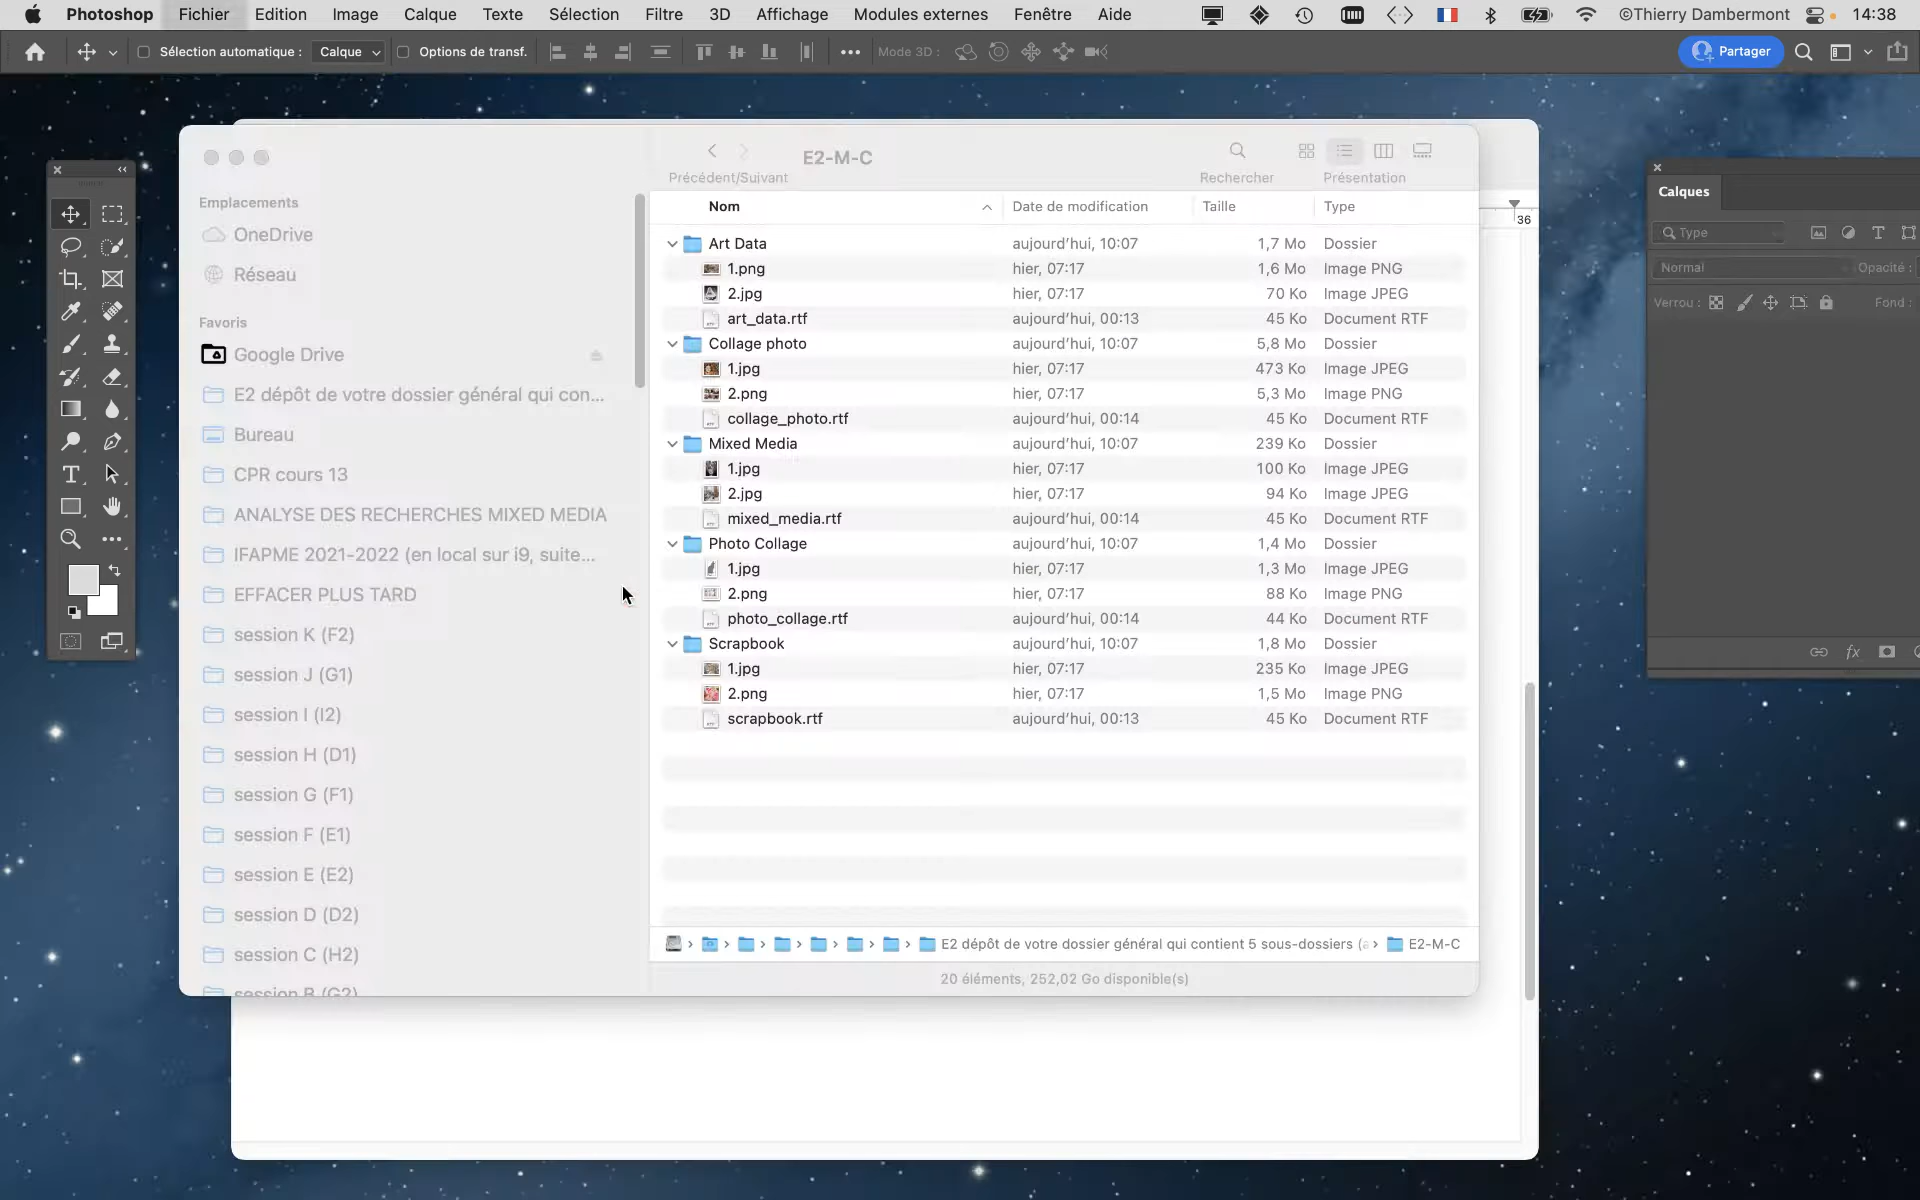 Photoshop Fichier Edition Image Calque Texte Sélection Filtre 3D Affichage Modules externes Fenêtre Aide ©Thierry Dambermont 14:38
Sélection automatique : Calque Options de transf. Mode 3D : Partager
E2-M-C
Précédent/Suivant Rechercher Présentation
Emplacements
OneDrive
Réseau
Favoris
Google Drive
E2 dépôt de votre dossier général qui con...
Bureau
CPR cours 13
ANALYSE DES RECHERCHES MIXED MEDIA
IFAPME 2021-2022 (en local sur i9, suite...
EFFACER PLUS TARD
session K (F2)
session J (G1)
session I (I2)
session H (D1)
session G (F1)
session F (E1)
session E (E2)
session D (D2)
session C (H2)
session B (G2)
Nom Date de modification Taille Type
Art Data aujourd’hui, 10:07 1,7 Mo Dossier
1.png hier, 07:17 1,6 Mo Image PNG
2.jpg hier, 07:17 70 Ko Image JPEG
art_data.rtf aujourd’hui, 00:13 45 Ko Document RTF
Collage photo aujourd’hui, 10:07 5,8 Mo Dossier
1.jpg hier, 07:17 473 Ko Image JPEG
2.png hier, 07:17 5,3 Mo Image PNG
collage_photo.rtf aujourd’hui, 00:14 45 Ko Document RTF
Mixed Media aujourd’hui, 10:07 239 Ko Dossier
1.jpg hier, 07:17 100 Ko Image JPEG
2.jpg hier, 07:17 94 Ko Image JPEG
mixed_media.rtf aujourd’hui, 00:14 45 Ko Document RTF
Photo Collage aujourd’hui, 10:07 1,4 Mo Dossier
1.jpg hier, 07:17 1,3 Mo Image JPEG
2.png hier, 07:17 88 Ko Image PNG
photo_collage.rtf aujourd’hui, 00:14 44 Ko Document RTF
Scrapbook aujourd’hui, 10:07 1,8 Mo Dossier
1.jpg hier, 07:17 235 Ko Image JPEG
2.png hier, 07:17 1,5 Mo Image PNG
scrapbook.rtf aujourd’hui, 00:13 45 Ko Document RTF
E2 dépôt de votre dossier général qui contient 5 sous-dossiers ( E2-M-C
20 éléments, 252,02 Go disponible(s)
36
Calques
Type
Normal Opacité :
Verrou : Fond :
fx